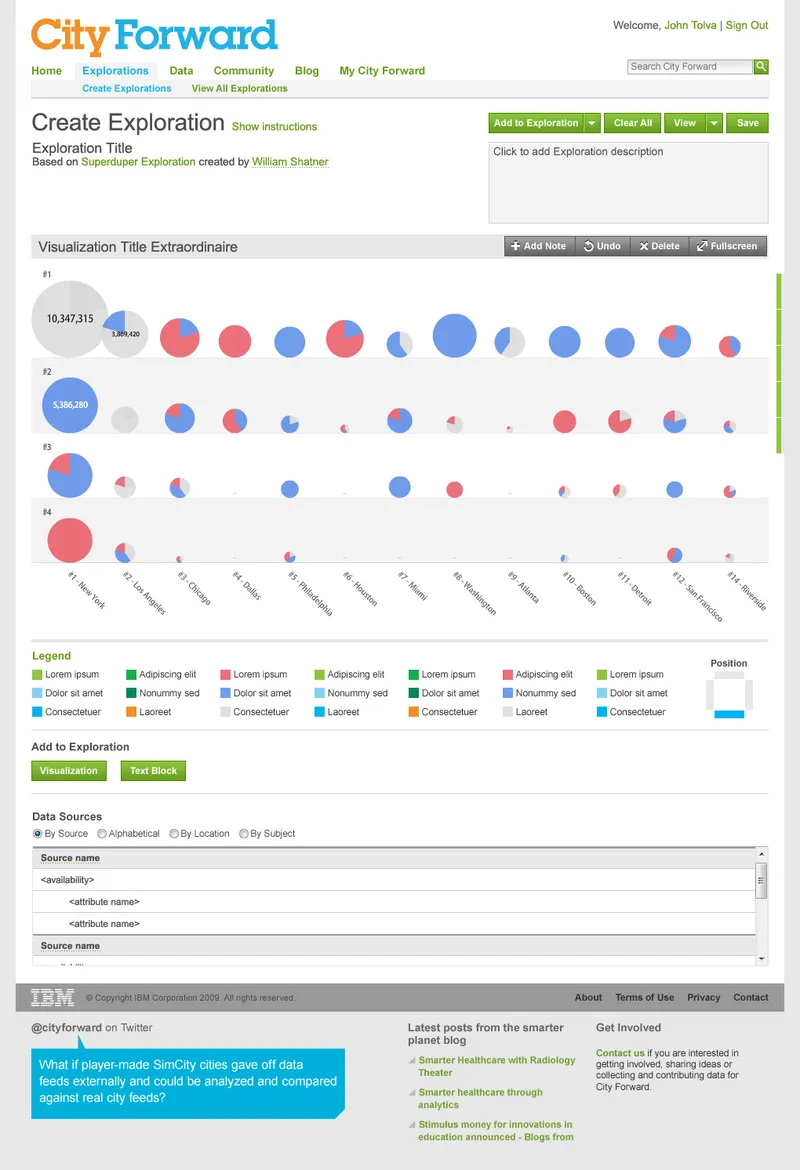 City Forward
Welcome, John Tolva | Sign Out
Home Explorations Data Community Blog My City Forward
Search City Forward
Create Explorations View All Explorations
Create Exploration Show instructions
Add to Exploration Clear All View Save
Exploration Title
Based on Superduper Exploration created by William Shatner
Click to add Exploration description
Visualization Title Extraordinaire
Add Note Undo Delete Fullscreen
#1
10,347,315
3,889,420
#2
5,386,280
#3
#4
#1 - New York
#2 - Los Angeles
#3 - Chicago
#4 - Dallas
#5 - Philadelphia
#6 - Houston
#7 - Miami
#8 - Washington
#9 - Atlanta
#10 - Boston
#11 - Detroit
#12 - San Francisco
#14 - Riverside
Legend
Position
Lorem ipsum Adipiscing elit Lorem ipsum Adipiscing elit Lorem ipsum Adipiscing elit Lorem ipsum
Dolor sit amet Nonummy sed Dolor sit amet Nonummy sed Dolor sit amet Nonummy sed Dolor sit amet
Consectetuer Laoreet Consectetuer Laoreet Consectetuer Laoreet Consectetuer
Add to Exploration
Visualization Text Block
Data Sources
By Source Alphabetical By Location By Subject
Source name
<availability>
<attribute name>
<attribute name>
Source name
IBM © Copyright IBM Corporation 2009. All rights reserved.
About Terms of Use Privacy Contact
@cityforward on Twitter
What if player-made SimCity cities gave off data
feeds externally and could be analyzed and compared
against real city feeds?
Latest posts from the smarter
planet blog
Smarter Healthcare with Radiology
Theater
Smarter healthcare through
analytics
Stimulus money for innovations in
education announced - Blogs from
Get Involved
Contact us if you are interested in
getting involved, sharing ideas or
collecting and contributing data for
City Forward.